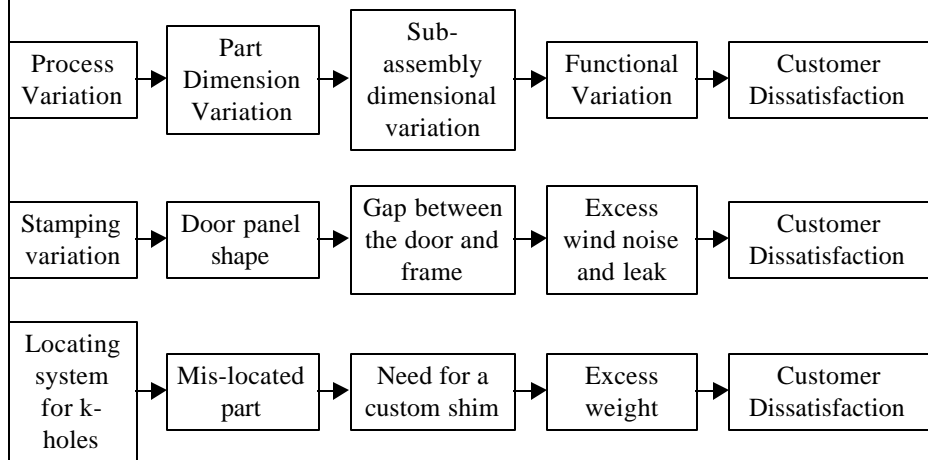 Process
Variation
Part
Dimension
Variation
Sub-
assembly
dimensional
variation
Functional
Variation
Customer
Dissatisfaction
Stamping
variation
Door panel
shape
Gap between
the door and
frame
Excess
wind noise
and leak
Customer
Dissatisfaction
Locating
system
for k-
holes
Mis-located
part
Need for a
custom shim
Excess
weight
Customer
Dissatisfaction